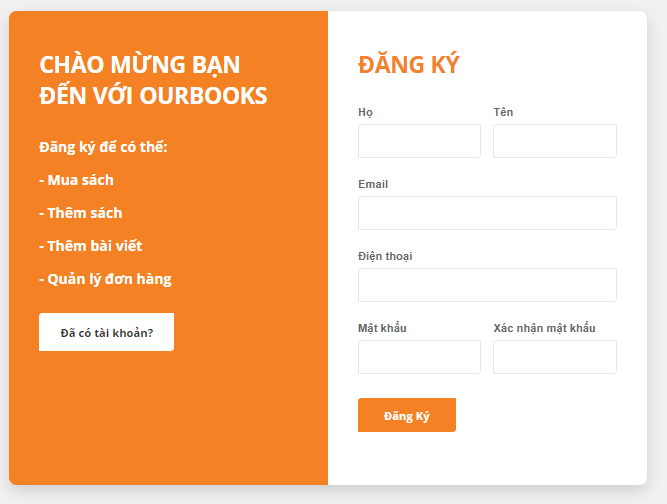 CHÀO MỪNG BẠN
ĐẾN VỚI OURBOOKS
Đăng ký để có thể:
- Mua sách
- Thêm sách
- Thêm bài viết
- Quản lý đơn hàng
Đã có tài khoản?
ĐĂNG KÝ
Họ Tên
Email
Điện thoại
Mật khẩu Xác nhận mật khẩu
Đăng Ký